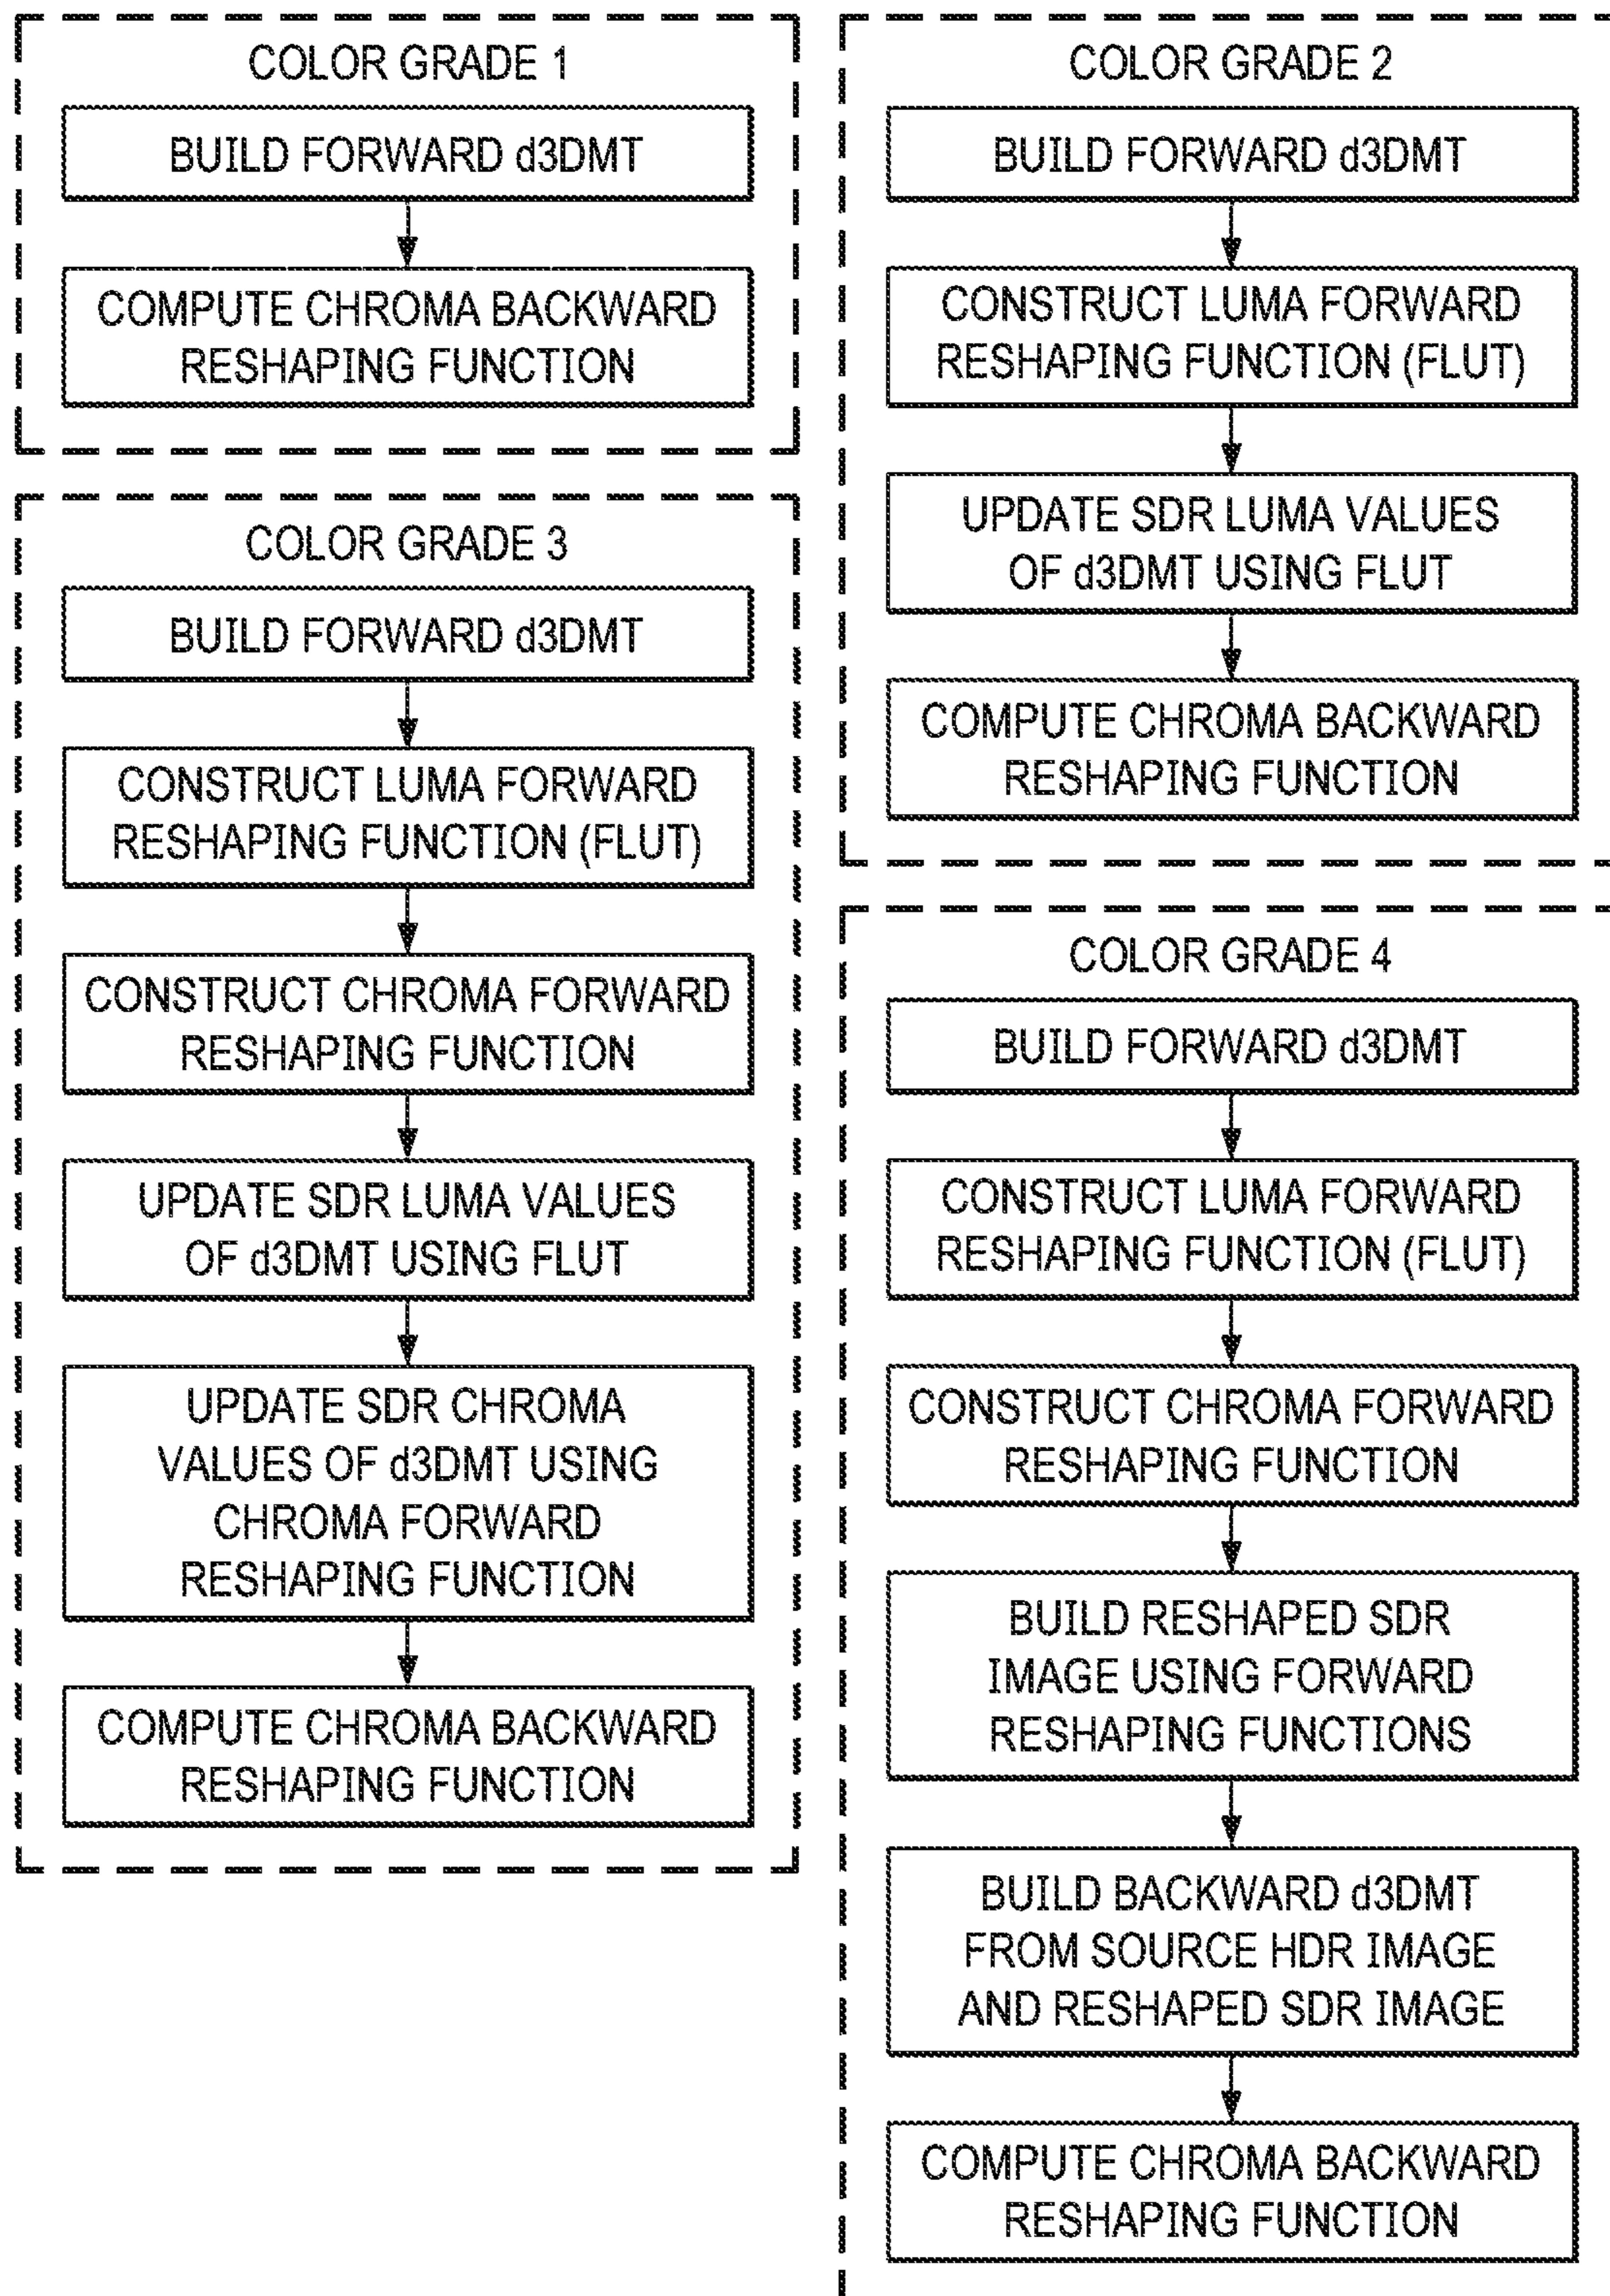 COLOR GRADE 1
BUILD FORWARD d3DMT
COMPUTE CHROMA BACKWARD
RESHAPING FUNCTION
COLOR GRADE 2
BUILD FORWARD d3DMT
CONSTRUCT LUMA FORWARD
RESHAPING FUNCTION (FLUT)
UPDATE SDR LUMA VALUES
OF d3DMT USING FLUT
COMPUTE CHROMA BACKWARD
RESHAPING FUNCTION
COLOR GRADE 3
BUILD FORWARD d3DMT
CONSTRUCT LUMA FORWARD
RESHAPING FUNCTION (FLUT)
CONSTRUCT CHROMA FORWARD
RESHAPING FUNCTION
UPDATE SDR LUMA VALUES
OF d3DMT USING FLUT
UPDATE SDR CHROMA
VALUES OF d3DMT USING
CHROMA FORWARD
RESHAPING FUNCTION
COMPUTE CHROMA BACKWARD
RESHAPING FUNCTION
COLOR GRADE 4
BUILD FORWARD d3DMT
CONSTRUCT LUMA FORWARD
RESHAPING FUNCTION (FLUT)
CONSTRUCT CHROMA FORWARD
RESHAPING FUNCTION
BUILD RESHAPED SDR
IMAGE USING FORWARD
RESHAPING FUNCTIONS
BUILD BACKWARD d3DMT
FROM SOURCE HDR IMAGE
AND RESHAPED SDR IMAGE
COMPUTE CHROMA BACKWARD
RESHAPING FUNCTION